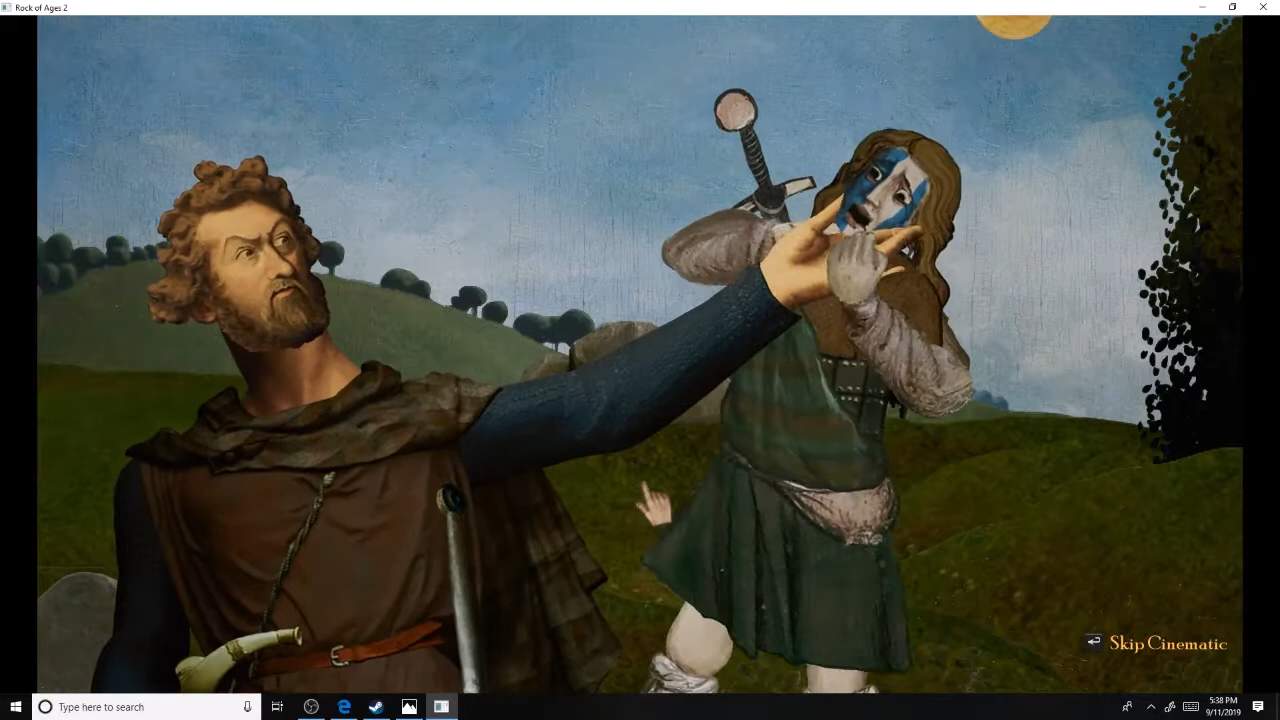 Rock of Ages 2
Skip Cinematic
Type here to search
5:38 PM
9/11/2019